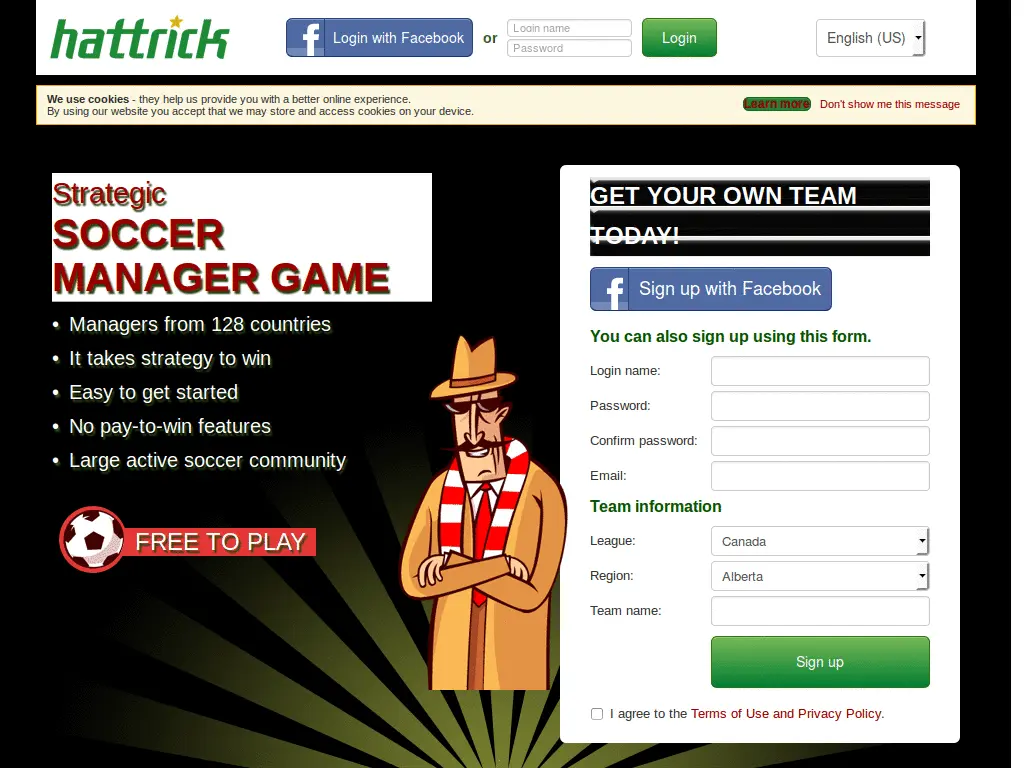 hattrick
Login with Facebook
or
Login name
Password
Login
English (US)
We use cookies - they help us provide you with a better online experience.
By using our website you accept that we may store and access cookies on your device.
Learn more
Don't show me this message
Strategic
SOCCER
MANAGER GAME
• Managers from 128 countries
• It takes strategy to win
• Easy to get started
• No pay-to-win features
• Large active soccer community
FREE TO PLAY
GET YOUR OWN TEAM
TODAY!
f Sign up with Facebook
You can also sign up using this form.
Login name:
Password:
Confirm password:
Email:
Team information
League:
Canada
Region:
Alberta
Team name:
Sign up
I agree to the Terms of Use and Privacy Policy.